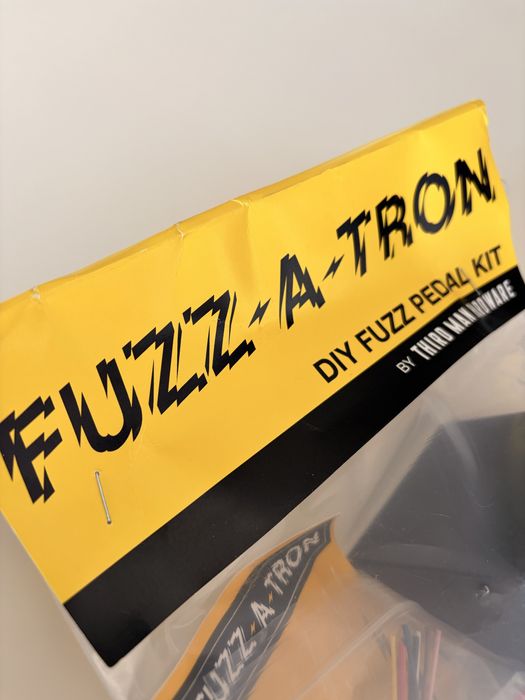 FUZZ-A-TRON
DIY FUZZ PEDAL KIT
BY THIRD MAN HARDWARE
FUZZ-A-TRON